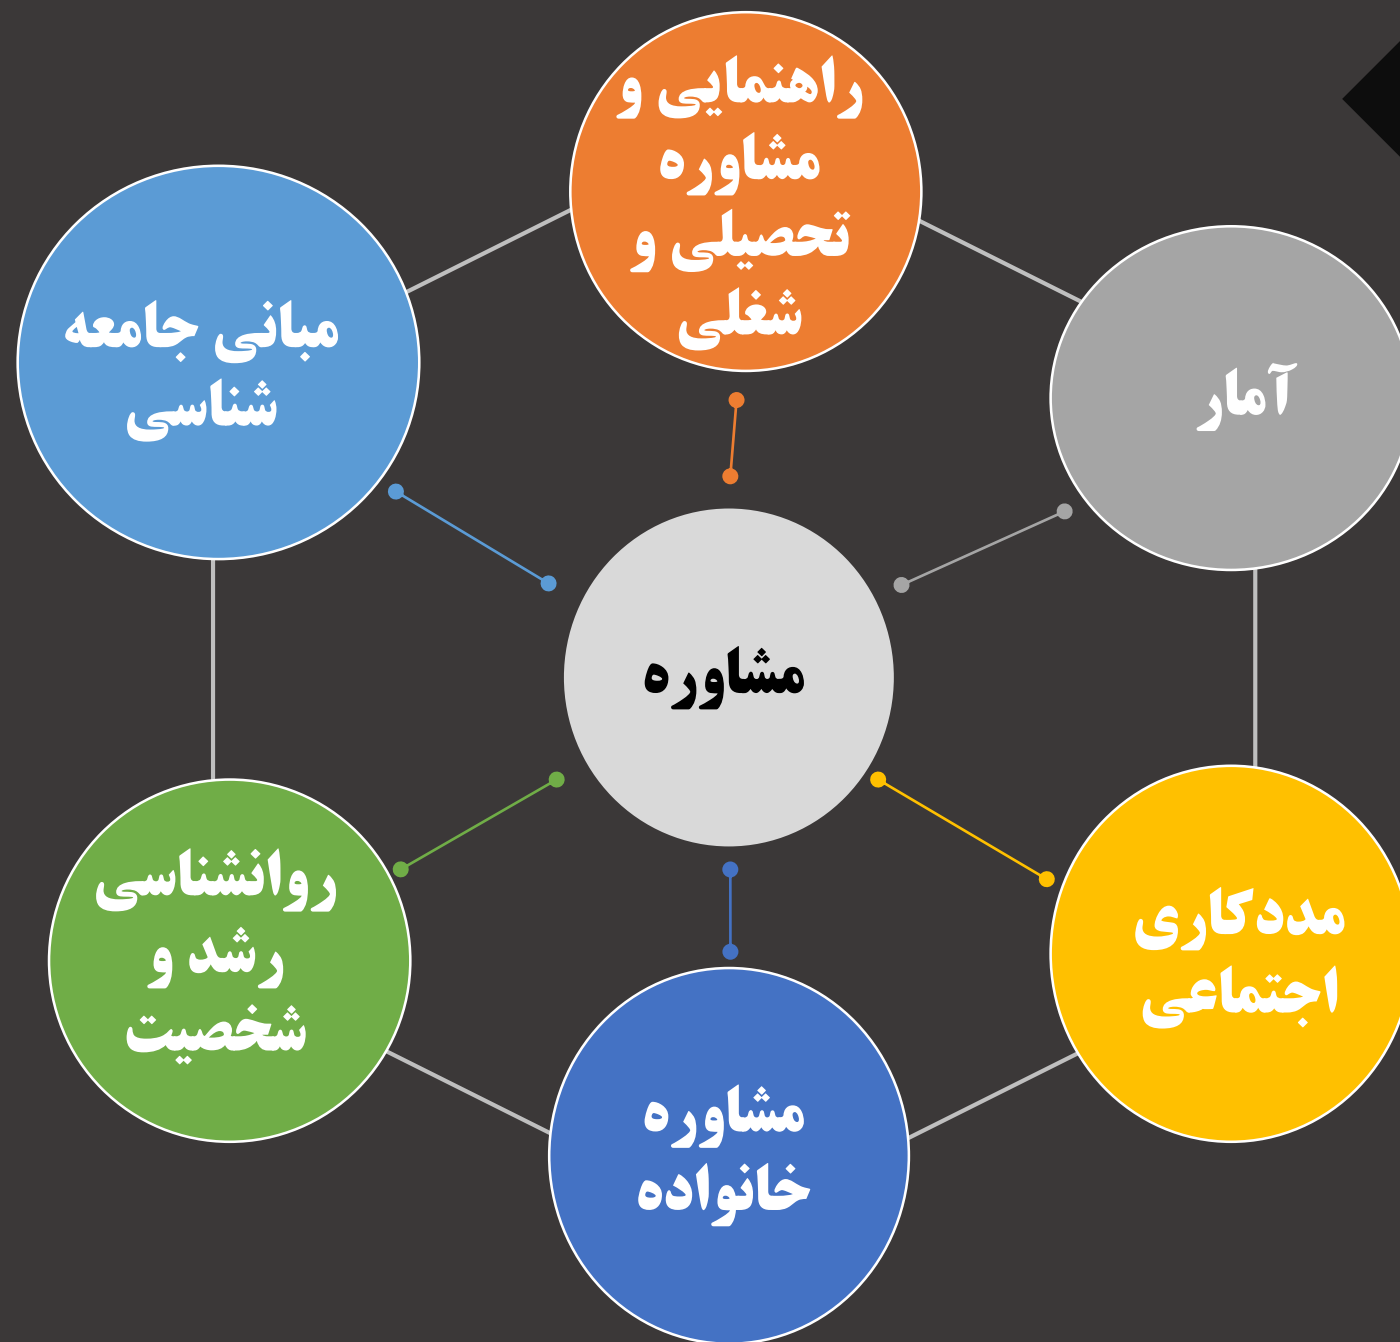 راهنمایی و
مشاوره
تحصیلی و
شغلی
آمار
مبانی جامعه
شناسی
مشاوره
مددکاری
اجتماعی
روانشناسی
رشد و
شخصیت
مشاوره
خانواده